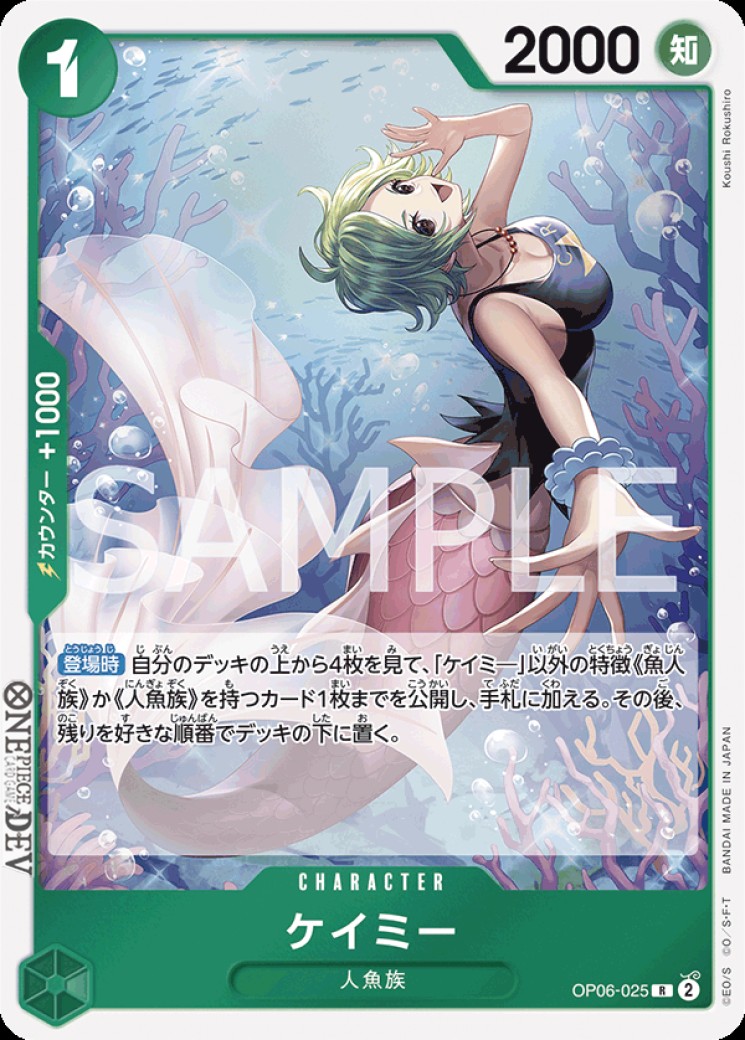 1
2000 知
Koushi Rokushiro
CAR
カウンター +1000
SAMPLE
登場時 自分のデッキの上から4枚を見て、「ケイミー」以外の特徴《魚人
族》か《人魚族》を持つカード1枚までを公開し、手札に加える。その後、
残りを好きな順番でデッキの下に置く。
ONE PIECE
CARD GAME
/DEV
BANDAI MADE IN JAPAN
©E.O/S ©O/S・F・T
CHARACTER
ケイミー
人魚族
OP06-025 R 2